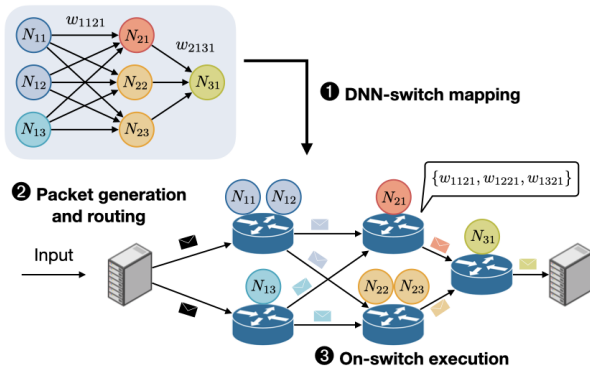 N₁₁ w₁₁₂₁ N₂₁ w₂₁₃₁
N₁₂ N₂₂ N₃₁
N₁₃ N₂₃
❶ DNN-switch mapping
❷ Packet generation
and routing
N₁₁ N₁₂ N₂₁ {w₁₁₂₁, w₁₂₂₁, w₁₃₂₁}
N₃₁
Input
N₁₃ N₂₂ N₂₃
❸ On-switch execution